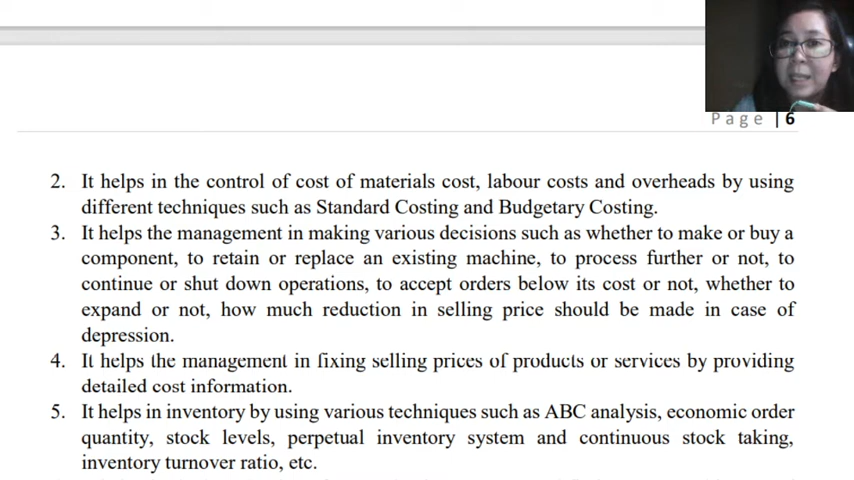 Page | 6
2. It helps in the control of cost of materials cost, labour costs and overheads by using
different techniques such as Standard Costing and Budgetary Costing.
3. It helps the management in making various decisions such as whether to make or buy a
component, to retain or replace an existing machine, to process further or not, to
continue or shut down operations, to accept orders below its cost or not, whether to
expand or not, how much reduction in selling price should be made in case of
depression.
4. It helps the management in fixing selling prices of products or services by providing
detailed cost information.
5. It helps in inventory by using various techniques such as ABC analysis, economic order
quantity, stock levels, perpetual inventory system and continuous stock taking,
inventory turnover ratio, etc.